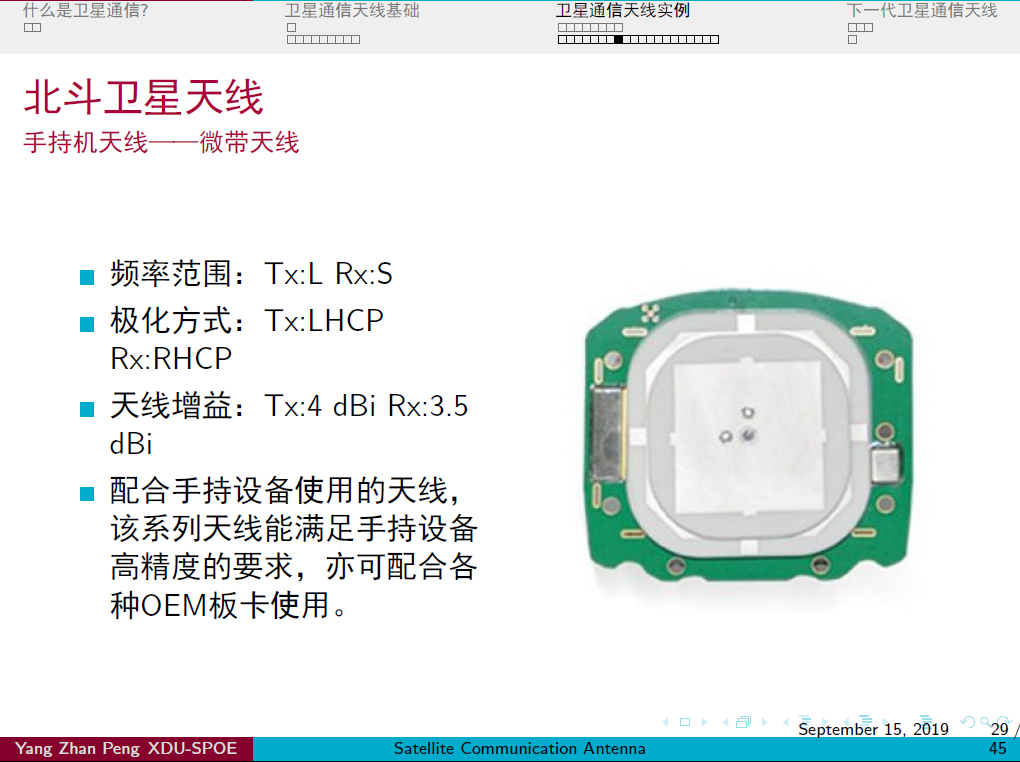 什么是卫星通信?
卫星通信天线基础
卫星通信天线实例
下一代卫星通信天线
北斗卫星天线
手持机天线——微带天线
频率范围：Tx:L Rx:S
极化方式：Tx:LHCP
Rx:RHCP
天线增益：Tx:4 dBi Rx:3.5
dBi
配合手持设备使用的天线，
该系列天线能满足手持设备
高精度的要求，亦可配合各
种OEM板卡使用。
September 15, 2019
29 /
Yang Zhan Peng XDU-SPOE
Satellite Communication Antenna
45